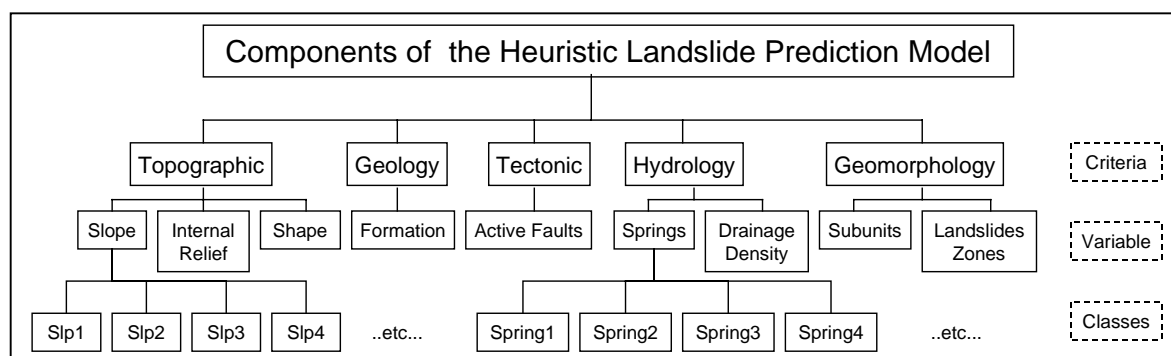 Components of the Heuristic Landslide Prediction Model
Topographic
Geology
Tectonic
Hydrology
Geomorphology
Criteria
Slope
Internal
Relief
Shape
Formation
Active Faults
Springs
Drainage
Density
Subunits
Landslides
Zones
Variable
Slp1
Slp2
Slp3
Slp4
..etc...
Spring1
Spring2
Spring3
Spring4
..etc...
Classes